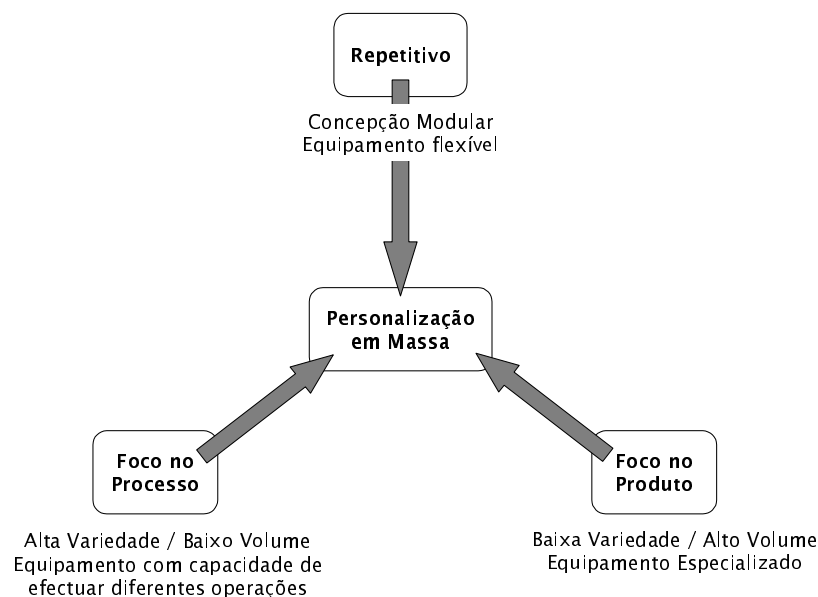 Repetitivo
Concepção Modular
Equipamento flexível
Personalização
em Massa
Foco no
Processo
Alta Variedade / Baixo Volume
Equipamento com capacidade de
efectuar diferentes operações
Foco no
Produto
Baixa Variedade / Alto Volume
Equipamento Especializado